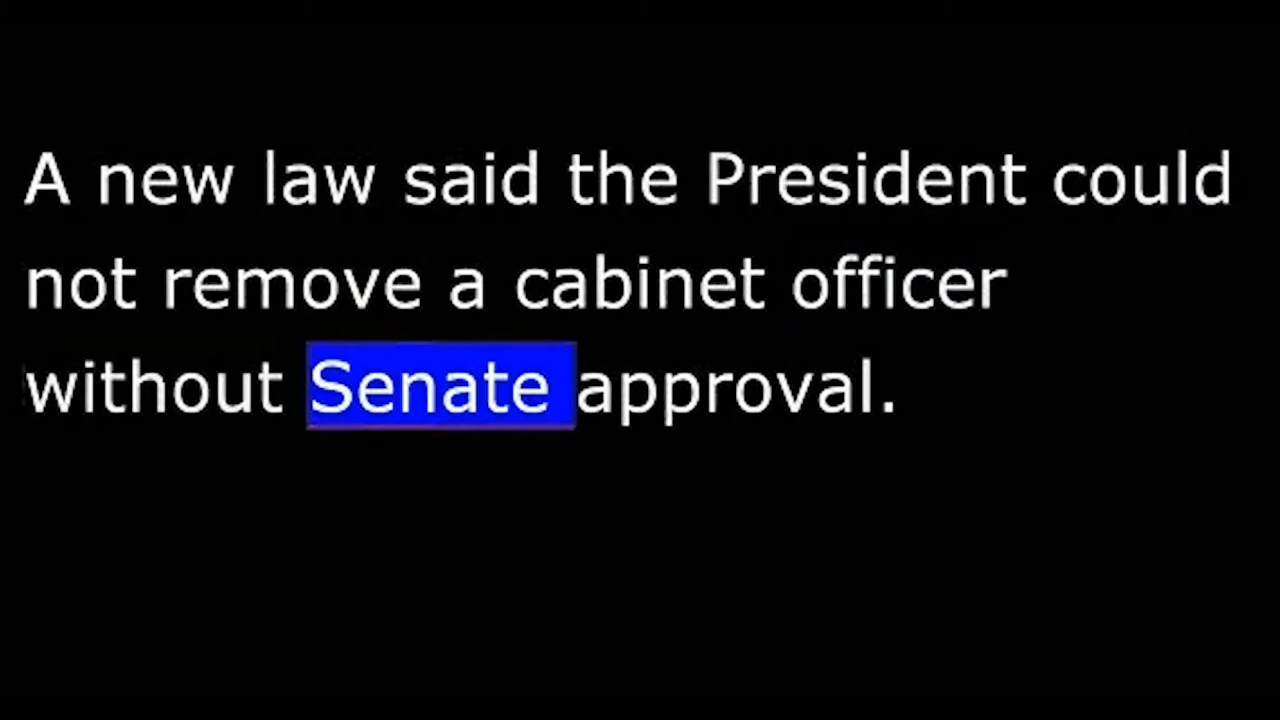 A new law said the President could
not remove a cabinet officer
without Senate approval.